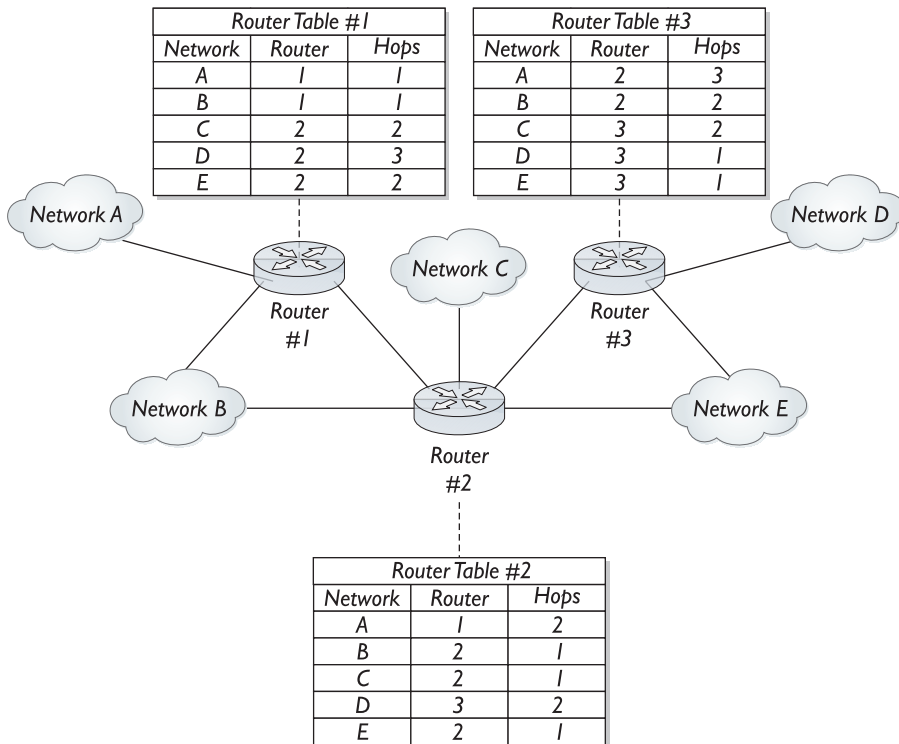 Router Table #1
Network Router Hops
A 1 1
B 1 1
C 2 2
D 2 3
E 2 2
Router Table #3
Network Router Hops
A 2 3
B 2 2
C 3 2
D 3 1
E 3 1
Network A
Network D
Network C
Router
#1
Router
#3
Network B
Network E
Router
#2
Router Table #2
Network Router Hops
A 1 2
B 2 1
C 2 1
D 3 2
E 2 1